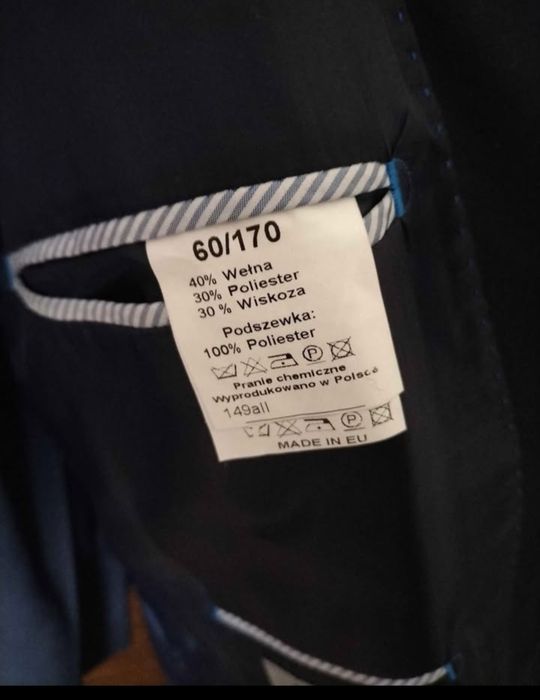 60/170
40% Wełna
30% Poliester
30 % Wiskoza
Podszewka:
100% Poliester
P
Pranie chemiczne
Wyprodukowano w Polsce
149all
P
MADE IN EU